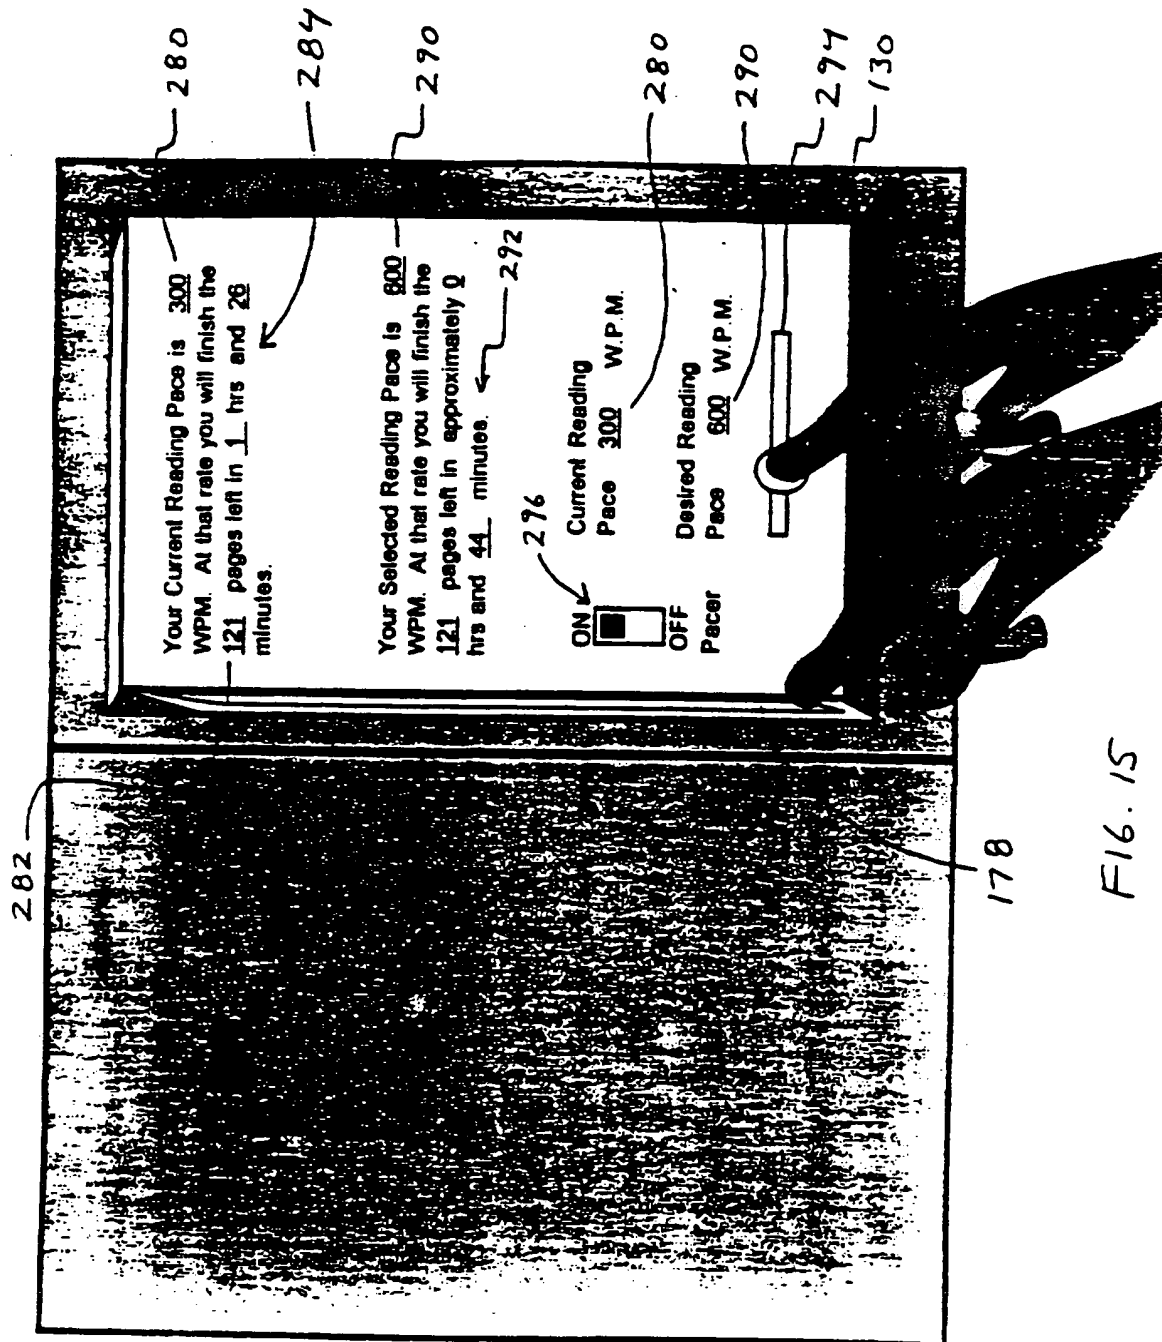 280
284
290
Your Current Reading Pace is 300
WPM. At that rate you will finish the
121 pages left in 1 hrs and 26
minutes.
Your Selected Reading Pace is 600
WPM. At that rate you will finish the
121 pages left in approximately 0
hrs and 44 minutes.
292
296
ON
OFF
Pacer
Current Reading
Pace 300 W.P.M.
Desired Reading
Pace 600 W.P.M.
280
290
294
130
282
178
FIG. 15